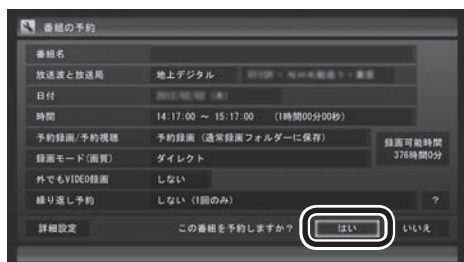 番組の予約
番組名
放送波と放送局 地上デジタル
日付
時間 14:17:00 ～ 15:17:00 (1時間00分00秒)
予約録画/予約視聴 予約録画 (通常録画フォルダーに保存)
録画可能時間
376時間0分
録画モード(画質) ダイレクト
外でもVIDEO録画 しない
繰り返し予約 しない (1回のみ) ?
詳細設定 この番組を予約しますか? はい いいえ